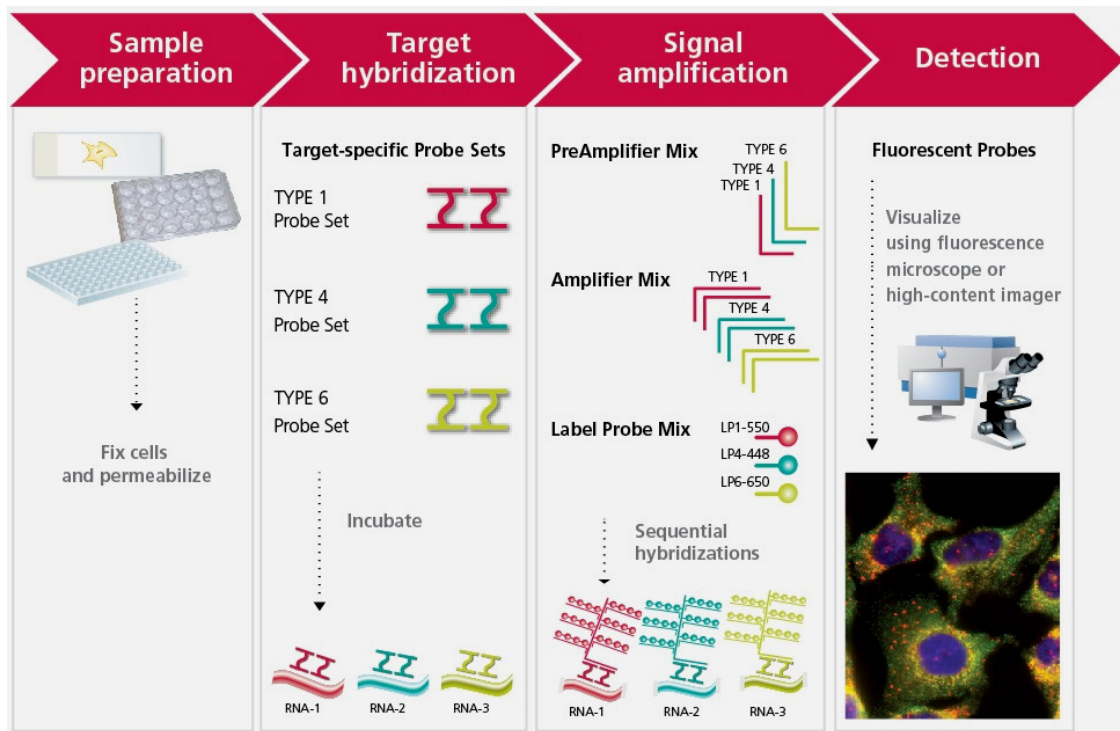 Sample
preparation
Target
hybridization
Signal
amplification
Detection
Fix cells
and permeabilize
Target-specific Probe Sets
TYPE 1
Probe Set
TYPE 4
Probe Set
TYPE 6
Probe Set
Incubate
RNA-1
RNA-2
RNA-3
PreAmplifier Mix
TYPE 6
TYPE 4
TYPE 1
Amplifier Mix
TYPE 1
TYPE 4
TYPE 6
Label Probe Mix
LP1-550
LP4-448
LP6-650
Sequential
hybridizations
RNA-1
RNA-2
RNA-3
Fluorescent Probes
Visualize
using fluorescence
microscope or
high-content imager